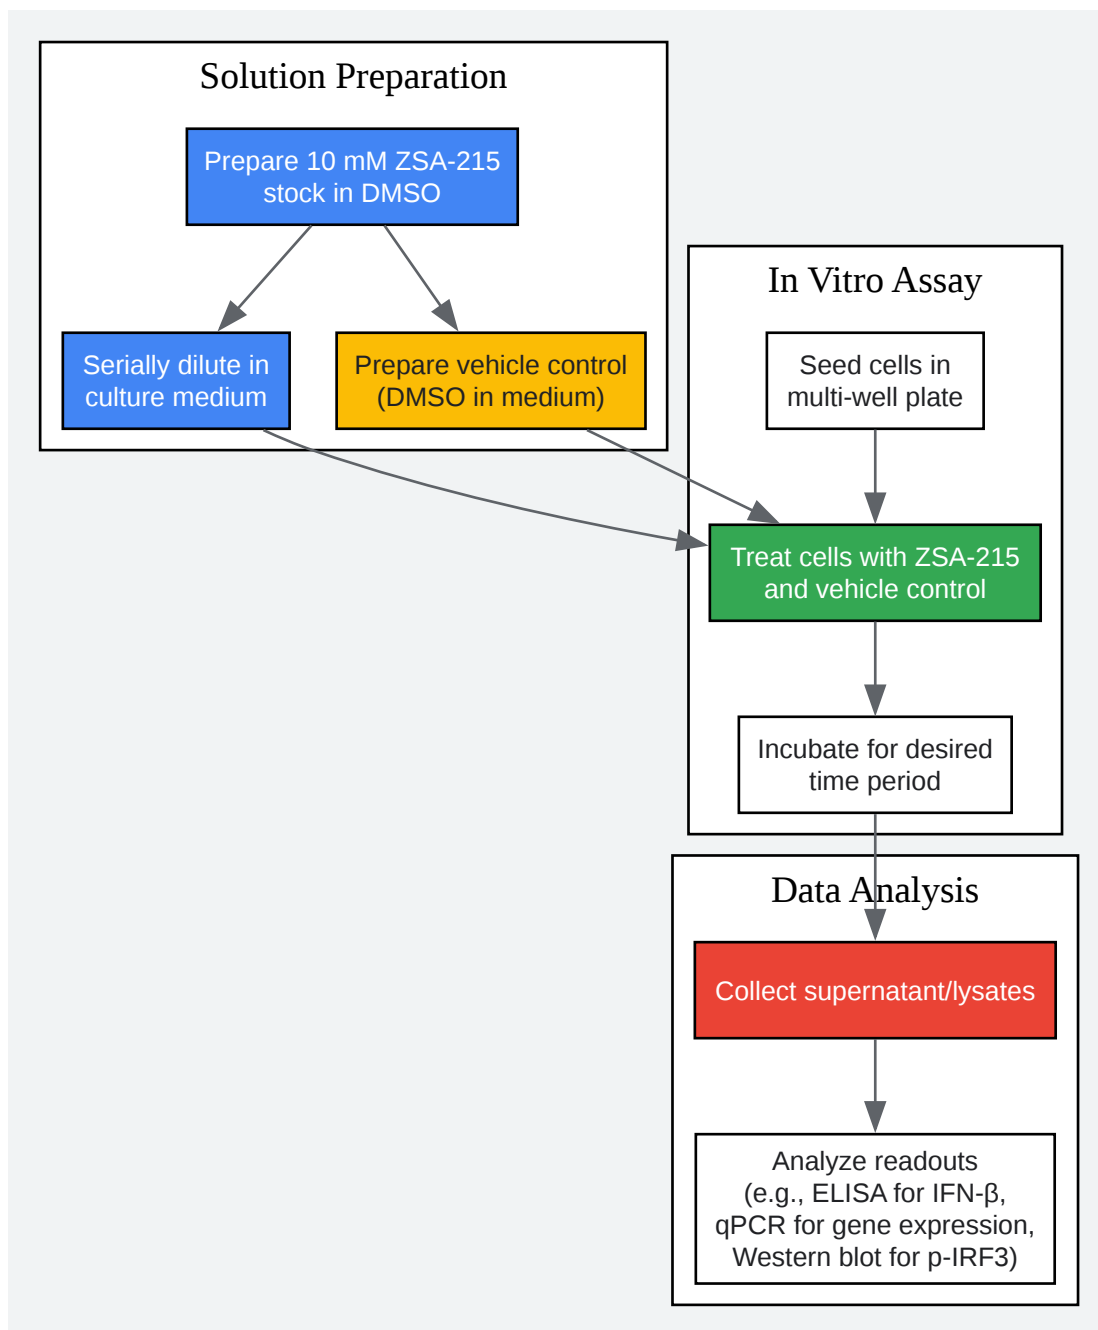 Solution Preparation
Prepare 10 mM ZSA-215
stock in DMSO
Serially dilute in
culture medium
Prepare vehicle control
(DMSO in medium)
In Vitro Assay
Seed cells in
multi-well plate
Treat cells with ZSA-215
and vehicle control
Incubate for desired
time period
Data Analysis
Collect supernatant/lysates
Analyze readouts
(e.g., ELISA for IFN-β,
qPCR for gene expression,
Western blot for p-IRF3)